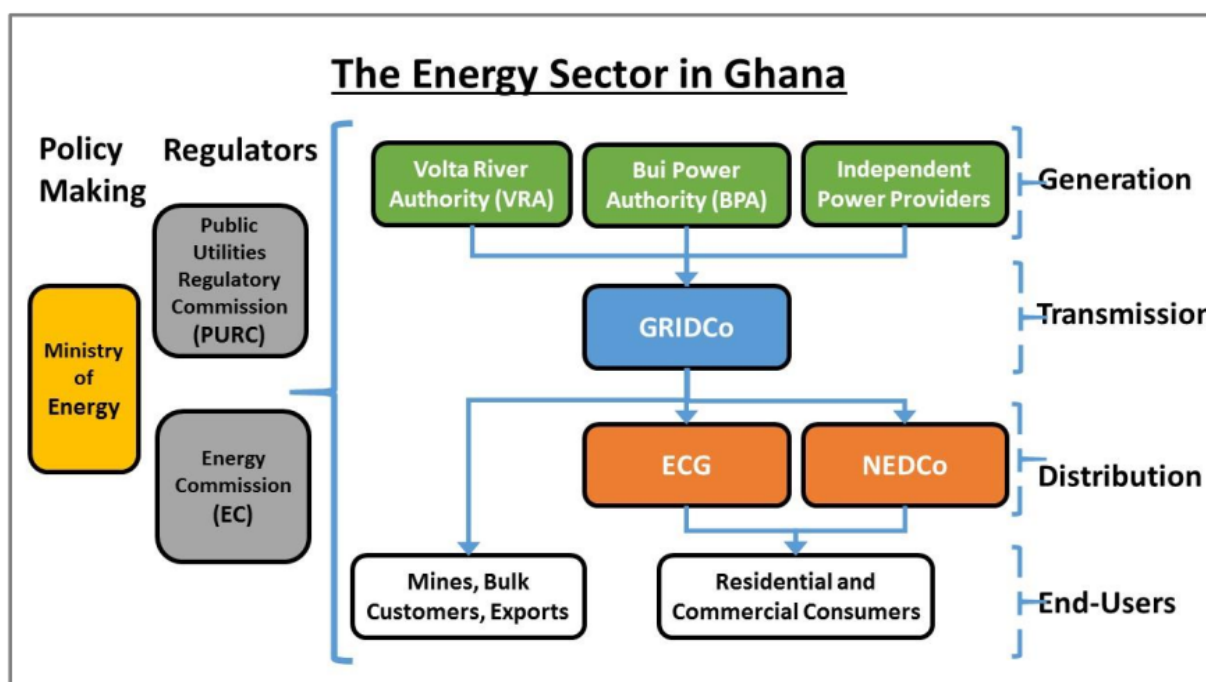 The Energy Sector in Ghana
Policy
Making
Regulators
Ministry
of
Energy
Public
Utilities
Regulatory
Commission
(PURC)
Energy
Commission
(EC)
Volta River
Authority (VRA)
Bui Power
Authority (BPA)
Independent
Power Providers
Generation
GRIDCo
Transmission
ECG
NEDCo
Distribution
Mines, Bulk
Customers, Exports
Residential and
Commercial Consumers
End-Users